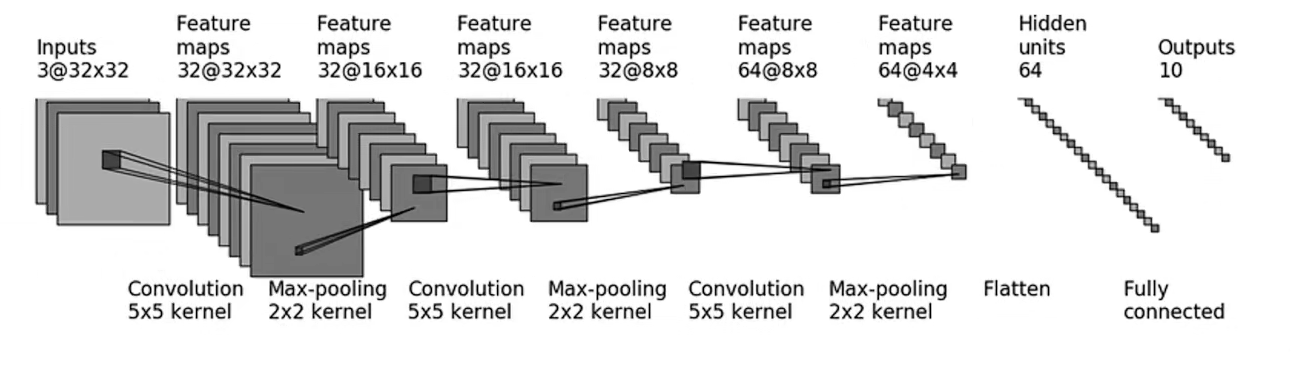 Inputs
3@32x32
Feature
maps
32@32x32
Feature
maps
32@16x16
Feature
maps
32@16x16
Feature
maps
32@8x8
Feature
maps
64@8x8
Feature
maps
64@4x4
Hidden
units
64
Outputs
10
Convolution
5x5 kernel
Max-pooling
2x2 kernel
Convolution
5x5 kernel
Max-pooling
2x2 kernel
Convolution
5x5 kernel
Max-pooling
2x2 kernel
Flatten
Fully
connected